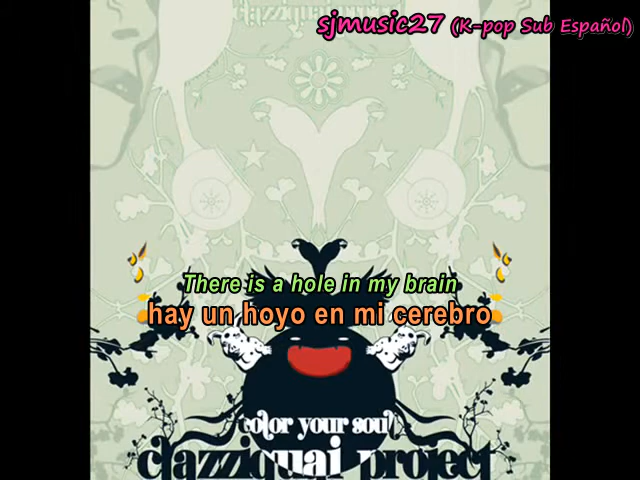 sjmusic27 (K-pop Sub Español)
There is a hole in my brain
hay un hoyo en mi cerebro
color your soul
clazziquai project